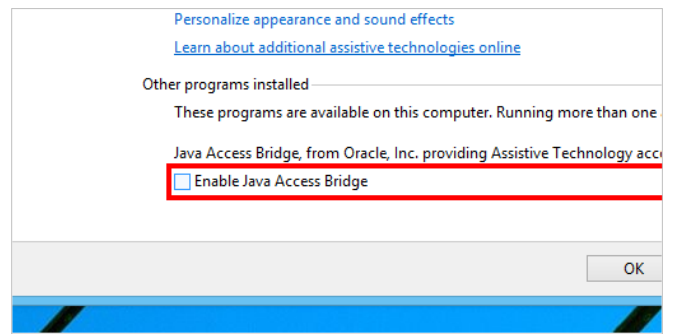 Personalize appearance and sound effects
Learn about additional assistive technologies online
Other programs installed
These programs are available on this computer. Running more than one
Java Access Bridge, from Oracle, Inc. providing Assistive Technology acc
Enable Java Access Bridge
OK